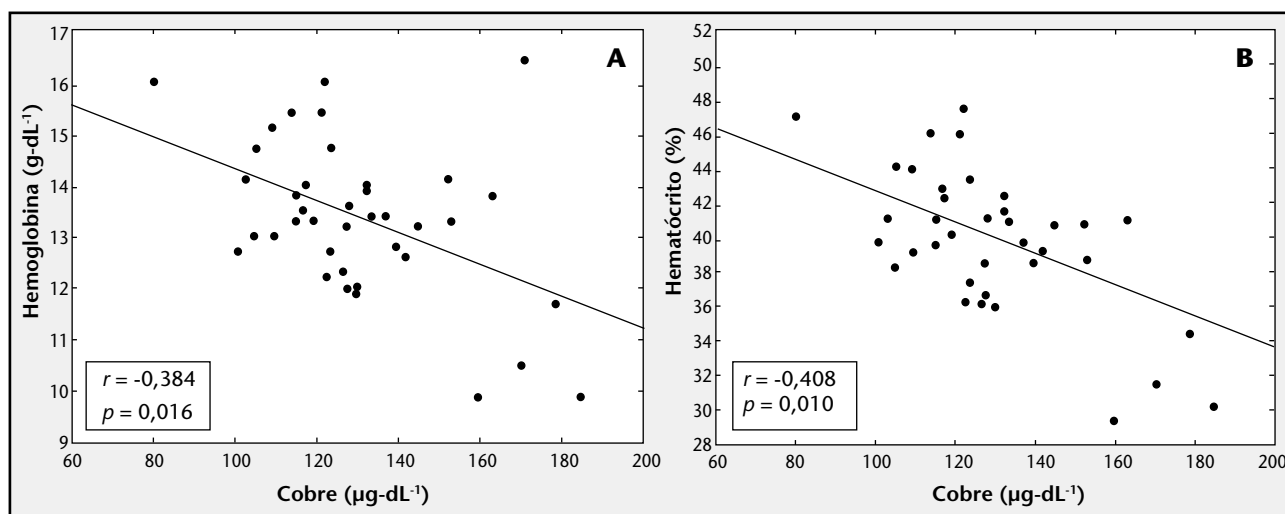 A
Hemoglobina (g-dL⁻¹)
17
16
15
14
13
12
11
10
9
r = -0,384
p = 0,016
60 80 100 120 140 160 180 200
Cobre (µg-dL⁻¹)
B
Hematócrito (%)
52
50
48
46
44
42
40
38
36
34
32
30
28
r = -0,408
p = 0,010
60 80 100 120 140 160 180 200
Cobre (µg-dL⁻¹)